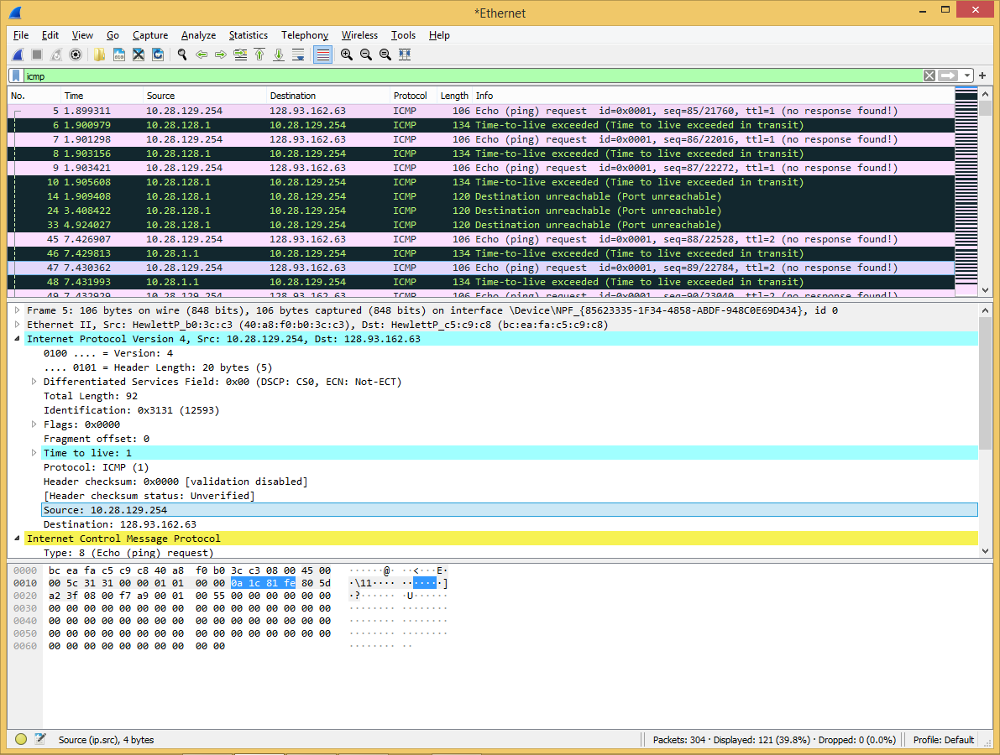 *Ethernet
File Edit View Go Capture Analyze Statistics Telephony Wireless Tools Help
icmp
No. Time Source Destination Protocol Length Info
5 1.899311 10.28.129.254 128.93.162.63 ICMP 106 Echo (ping) request id=0x0001, seq=85/21760, ttl=1 (no response found!)
6 1.900979 10.28.128.1 10.28.129.254 ICMP 134 Time-to-live exceeded (Time to live exceeded in transit)
7 1.901298 10.28.129.254 128.93.162.63 ICMP 106 Echo (ping) request id=0x0001, seq=86/22016, ttl=1 (no response found!)
8 1.903156 10.28.128.1 10.28.129.254 ICMP 134 Time-to-live exceeded (Time to live exceeded in transit)
9 1.903421 10.28.129.254 128.93.162.63 ICMP 106 Echo (ping) request id=0x0001, seq=87/22272, ttl=1 (no response found!)
10 1.905608 10.28.128.1 10.28.129.254 ICMP 134 Time-to-live exceeded (Time to live exceeded in transit)
14 1.909408 10.28.128.1 10.28.129.254 ICMP 120 Destination unreachable (Port unreachable)
24 3.408422 10.28.128.1 10.28.129.254 ICMP 120 Destination unreachable (Port unreachable)
33 4.924027 10.28.128.1 10.28.129.254 ICMP 120 Destination unreachable (Port unreachable)
45 7.426907 10.28.129.254 128.93.162.63 ICMP 106 Echo (ping) request id=0x0001, seq=88/22528, ttl=2 (no response found!)
46 7.429813 10.28.1.1 10.28.129.254 ICMP 134 Time-to-live exceeded (Time to live exceeded in transit)
47 7.430362 10.28.129.254 128.93.162.63 ICMP 106 Echo (ping) request id=0x0001, seq=89/22784, ttl=2 (no response found!)
48 7.431993 10.28.1.1 10.28.129.254 ICMP 134 Time-to-live exceeded (Time to live exceeded in transit)
49 7.432929 10.28.129.254 128.93.162.63 ICMP 106 Echo (ping) request id=0x0001, seq=90/23040, ttl=2 (no response found!)
Frame 5: 106 bytes on wire (848 bits), 106 bytes captured (848 bits) on interface \Device\NPF_{85623335-1F34-4858-ABDF-948C0E69D434}, id 0
Ethernet II, Src: HewlettP_b0:3c:c3 (40:a8:f0:b0:3c:c3), Dst: HewlettP_c5:c9:c8 (bc:ea:fa:c5:c9:c8)
Internet Protocol Version 4, Src: 10.28.129.254, Dst: 128.93.162.63
0100 .... = Version: 4
.... 0101 = Header Length: 20 bytes (5)
Differentiated Services Field: 0x00 (DSCP: CS0, ECN: Not-ECT)
Total Length: 92
Identification: 0x3131 (12593)
Flags: 0x0000
Fragment offset: 0
Time to live: 1
Protocol: ICMP (1)
Header checksum: 0x0000 [validation disabled]
[Header checksum status: Unverified]
Source: 10.28.129.254
Destination: 128.93.162.63
Internet Control Message Protocol
Type: 8 (Echo (ping) request)
0000 bc ea fa c5 c9 c8 40 a8 f0 b0 3c c3 08 00 45 00 ······@· ··<···E·
0010 00 5c 31 31 00 00 01 01 00 00 0a 1c 81 fe 80 5d ·\11···· ·······]
0020 a2 3f 08 00 f7 a9 00 01 00 55 00 00 00 00 00 00 ·?······ ·U······
0030 00 00 00 00 00 00 00 00 00 00 00 00 00 00 00 00 ········ ········
0040 00 00 00 00 00 00 00 00 00 00 00 00 00 00 00 00 ········ ········
0050 00 00 00 00 00 00 00 00 00 00 00 00 00 00 00 00 ········ ········
0060 00 00 00 00 00 00 00 00 00 00 ········ ··
Source (ip.src), 4 bytes Packets: 304 · Displayed: 121 (39.8%) · Dropped: 0 (0.0%) Profile: Default